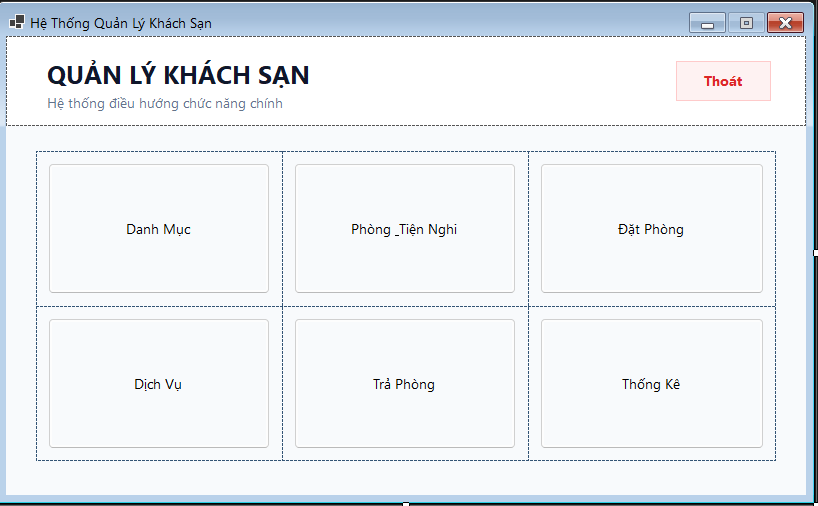 Hệ Thống Quản Lý Khách Sạn
QUẢN LÝ KHÁCH SẠN
Hệ thống điều hướng chức năng chính
Thoát
Danh Mục
Phòng _Tiện Nghi
Đặt Phòng
Dịch Vụ
Trả Phòng
Thống Kê